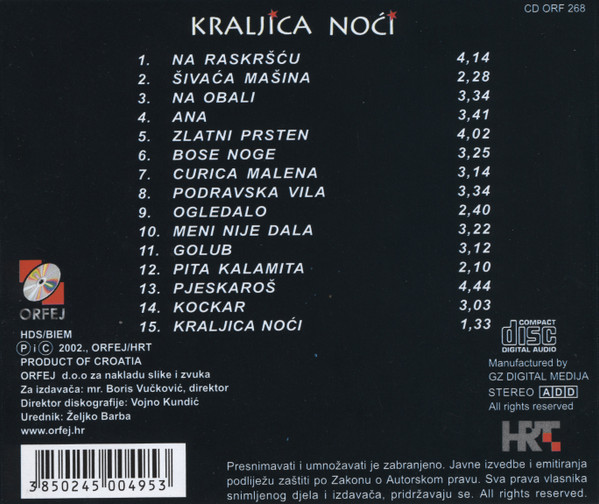 CD ORF 268
KRALJICA NOĆI
1. NA RASKRŠĆU 4,14
2. ŠIVAĆA MAŠINA 2,28
3. NA OBALI 3,34
4. ANA 3,41
5. ZLATNI PRSTEN 4,02
6. BOSE NOGE 3,25
7. CURICA MALENA 3,14
8. PODRAVSKA VILA 3,34
9. OGLEDALO 2,40
10. MENI NIJE DALA 3,22
11. GOLUB 3,12
12. PITA KALAMITA 2,10
13. PJESKAROŠ 4,44
14. KOCKAR 3,03
15. KRALJICA NOĆI 1,33
ORFEJ
HDS/BIEM
P i C 2002., ORFEJ/HRT
PRODUCT OF CROATIA
ORFEJ d.o.o za nakladu slike i zvuka
Za izdavača: mr. Boris Vučković, direktor
Direktor diskografije: Vojno Kundić
Urednik: Željko Barba
www.orfej.hr
COMPACT
disc
DIGITAL AUDIO
Manufactured by
GZ DIGITAL MEDIJA
STEREO ADD
All rights reserved
HRT
3 850245 004953
Presnimavati i umnožavati je zabranjeno. Javne izvedbe i emitiranja
podliježu zaštiti po Zakonu o Autorskom pravu. Sva prava vlasnika
snimljenog djela i izdavača, pridržavaju se. All rights reserved.